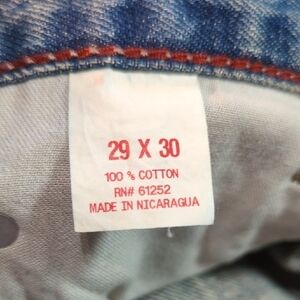 29 X 30
100 % COTTON
RN# 61252
MADE IN NICARAGUA